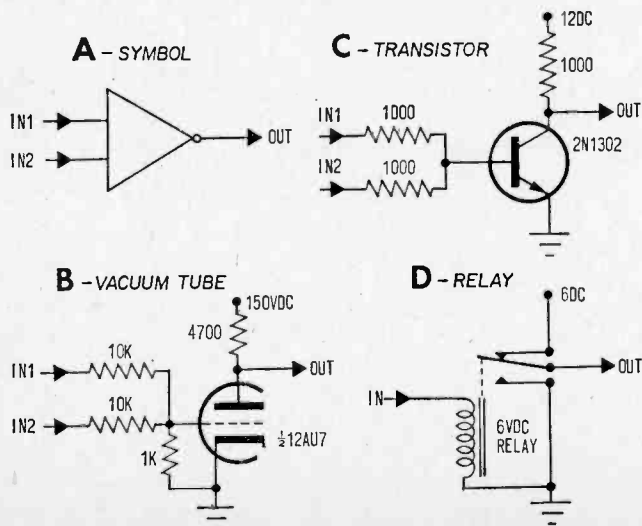 A - SYMBOL
IN1
IN2
OUT
C - TRANSISTOR
12DC
1000
OUT
IN1
1000
IN2
1000
2N1302
B - VACUUM TUBE
150VDC
4700
OUT
IN1
10K
IN2
10K
1K
½12AU7
D - RELAY
6DC
OUT
IN
6VDC
RELAY